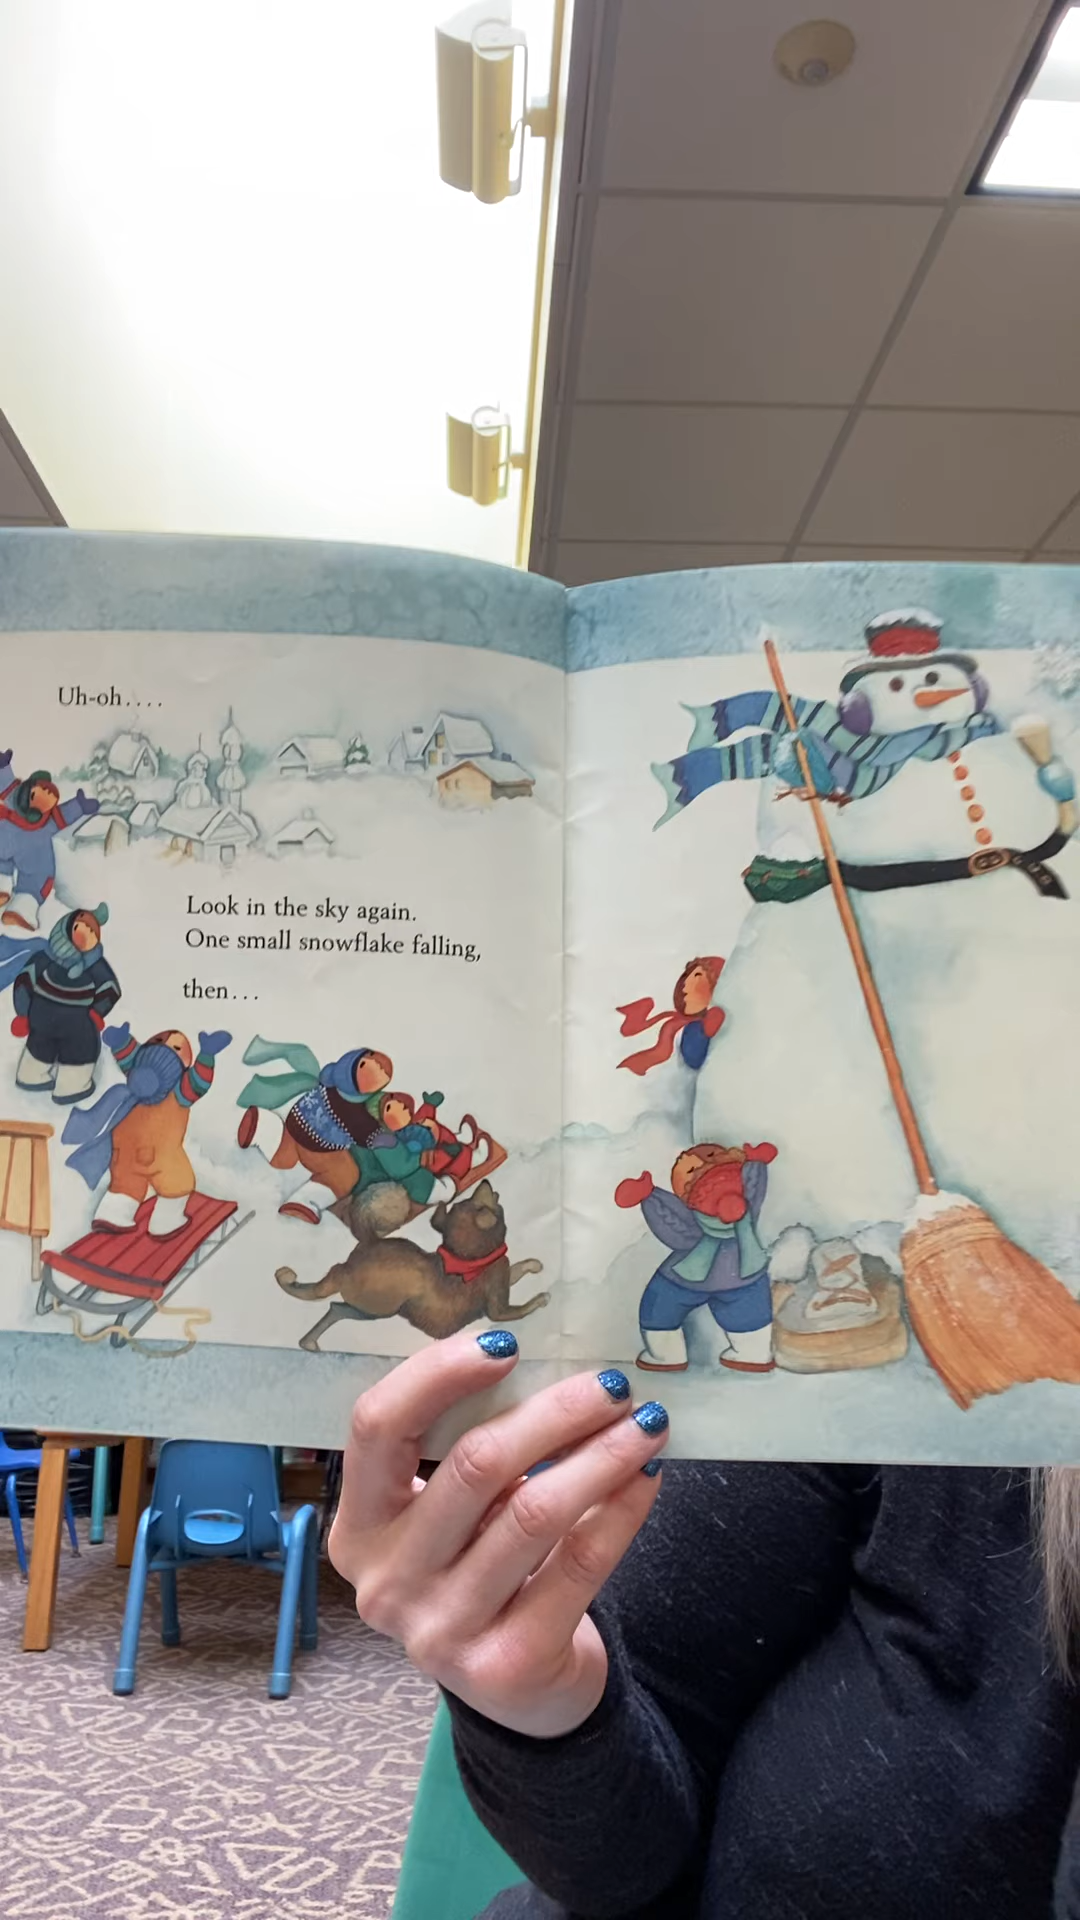 Uh-oh....
Look in the sky again.
One small snowflake falling,
then...